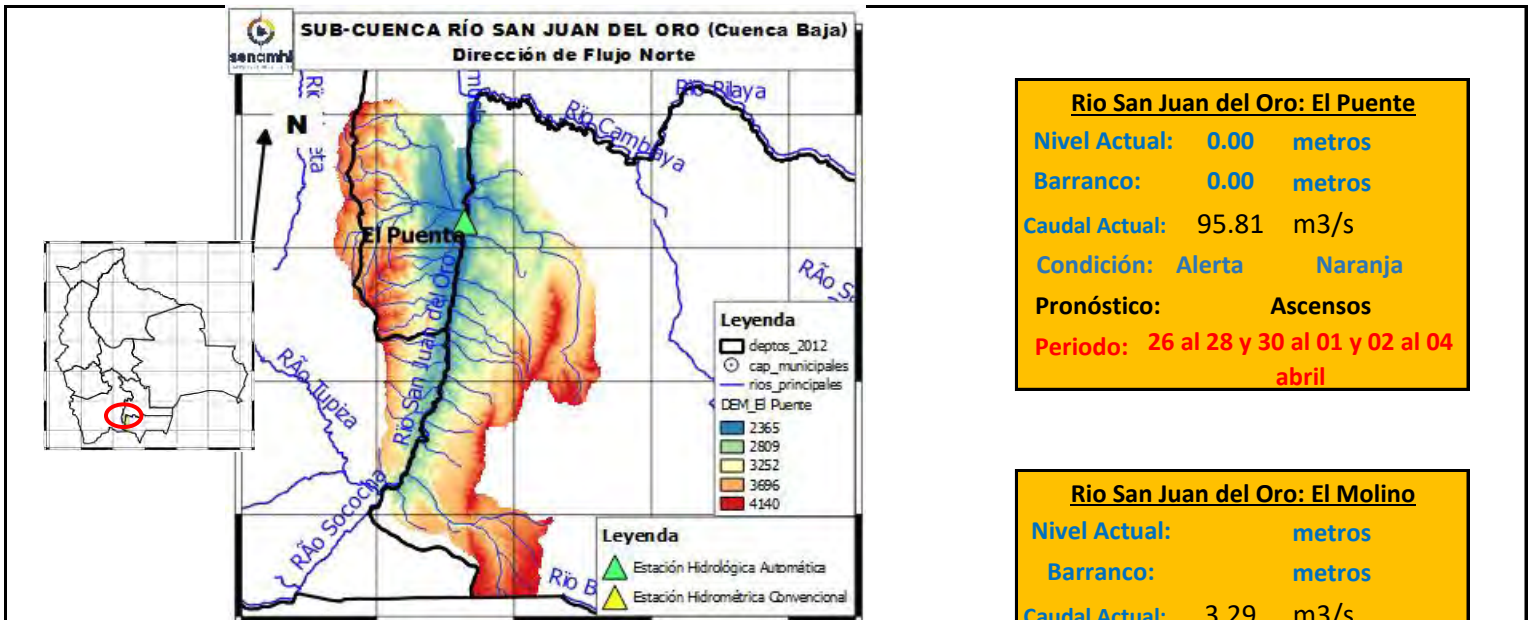 senamhi
SUB-CUENCA RÍO SAN JUAN DEL ORO (Cuenca Baja)
Dirección de Flujo Norte
N
Río Pilaya
Río Camblaya
El Puente
Río San Juan del Oro
RÃo Tupiza
RÃo Sococha
RÃo S
Río B
Leyenda
deptos_2012
cap_municipales
rios_principales
DEM_El Puente
2365
2809
3252
3696
4140
Leyenda
Estación Hidrológica Automática
Estación Hidrométrica Convencional
Rio San Juan del Oro: El Puente
Nivel Actual: 0.00 metros
Barranco: 0.00 metros
Caudal Actual: 95.81 m3/s
Condición: Alerta Naranja
Pronóstico: Ascensos
Periodo: 26 al 28 y 30 al 01 y 02 al 04
abril
Rio San Juan del Oro: El Molino
Nivel Actual: metros
Barranco: metros
Caudal Actual: 3.29 m3/s